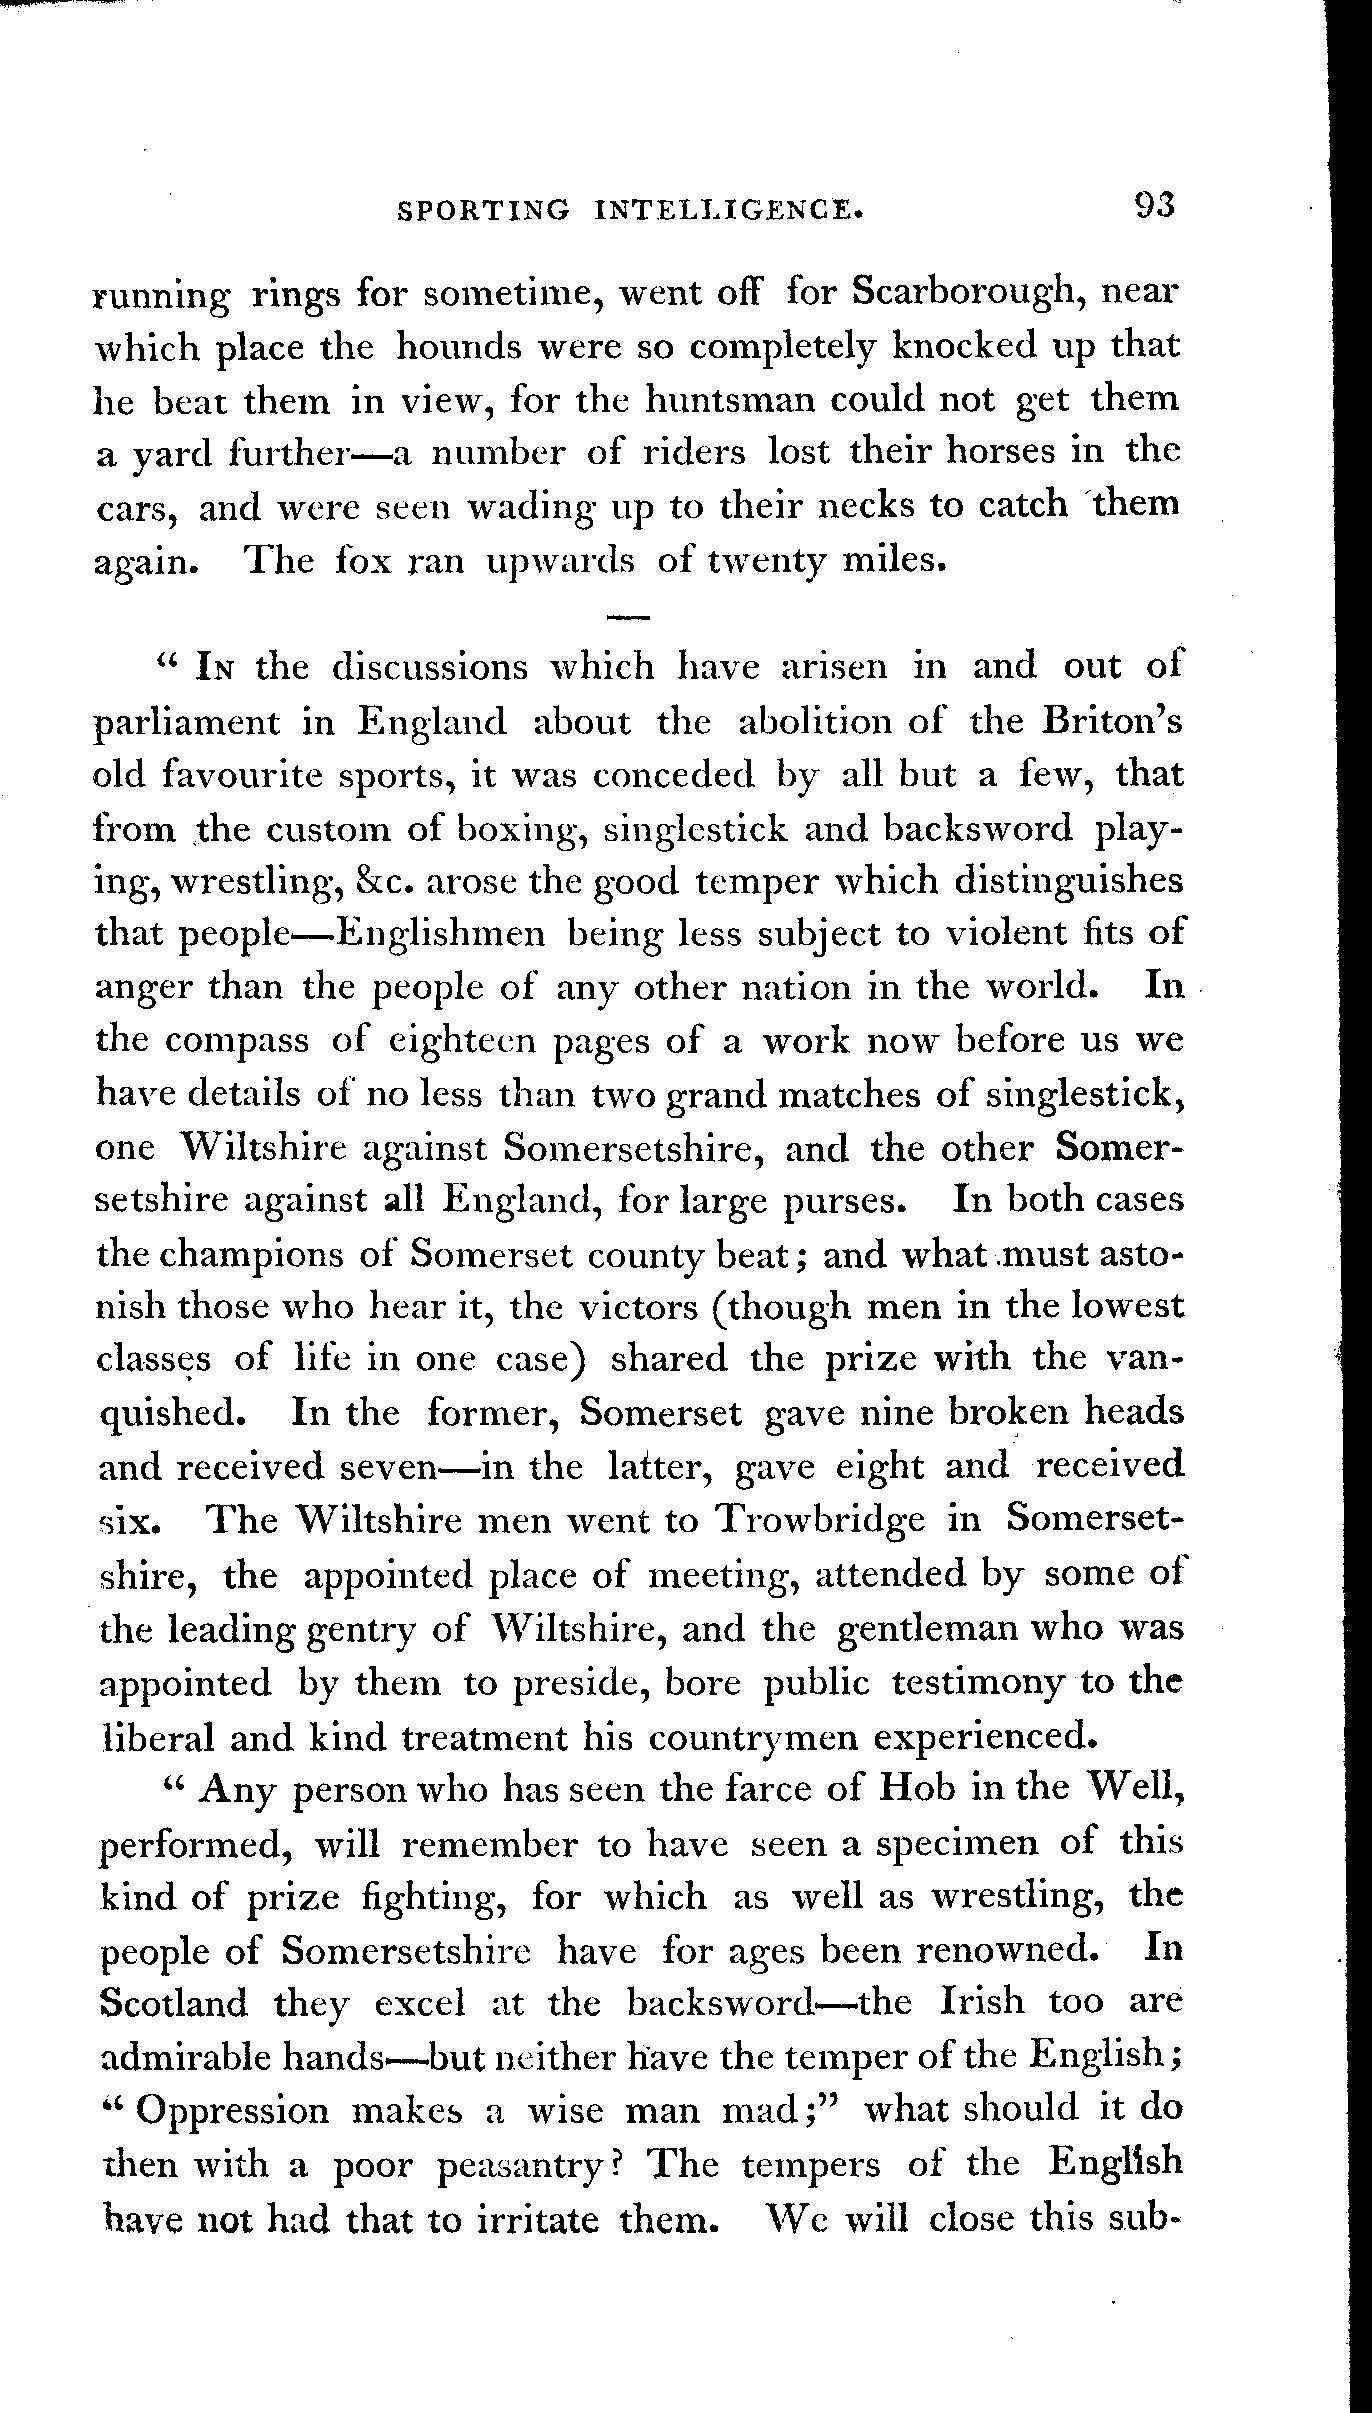 SPORTING INTELLIGENCE. 93
running rings for sometime, went off for Scarborough, near
which place the hounds were so completely knocked up that
he beat them in view, for the huntsman could not get them
a yard further—a number of riders lost their horses in the
cars, and were seen wading up to their necks to catch them
again. The fox ran upwards of twenty miles.
“ IN the discussions which have arisen in and out of
parliament in England about the abolition of the Briton’s
old favourite sports, it was conceded by all but a few, that
from the custom of boxing, singlestick and backsword play-
ing, wrestling, &c. arose the good temper which distinguishes
that people—Englishmen being less subject to violent fits of
anger than the people of any other nation in the world. In
the compass of eighteen pages of a work now before us we
have details of no less than two grand matches of singlestick,
one Wiltshire against Somersetshire, and the other Somer-
setshire against all England, for large purses. In both cases
the champions of Somerset county beat; and what must asto-
nish those who hear it, the victors (though men in the lowest
classes of life in one case) shared the prize with the van-
quished. In the former, Somerset gave nine broken heads
and received seven—in the latter, gave eight and received
six. The Wiltshire men went to Trowbridge in Somerset-
shire, the appointed place of meeting, attended by some of
the leading gentry of Wiltshire, and the gentleman who was
appointed by them to preside, bore public testimony to the
liberal and kind treatment his countrymen experienced.
“ Any person who has seen the farce of Hob in the Well,
performed, will remember to have seen a specimen of this
kind of prize fighting, for which as well as wrestling, the
people of Somersetshire have for ages been renowned. In
Scotland they excel at the backsword—the Irish too are
admirable hands—but neither have the temper of the English;
“ Oppression makes a wise man mad;” what should it do
then with a poor peasantry? The tempers of the English
have not had that to irritate them. We will close this sub-